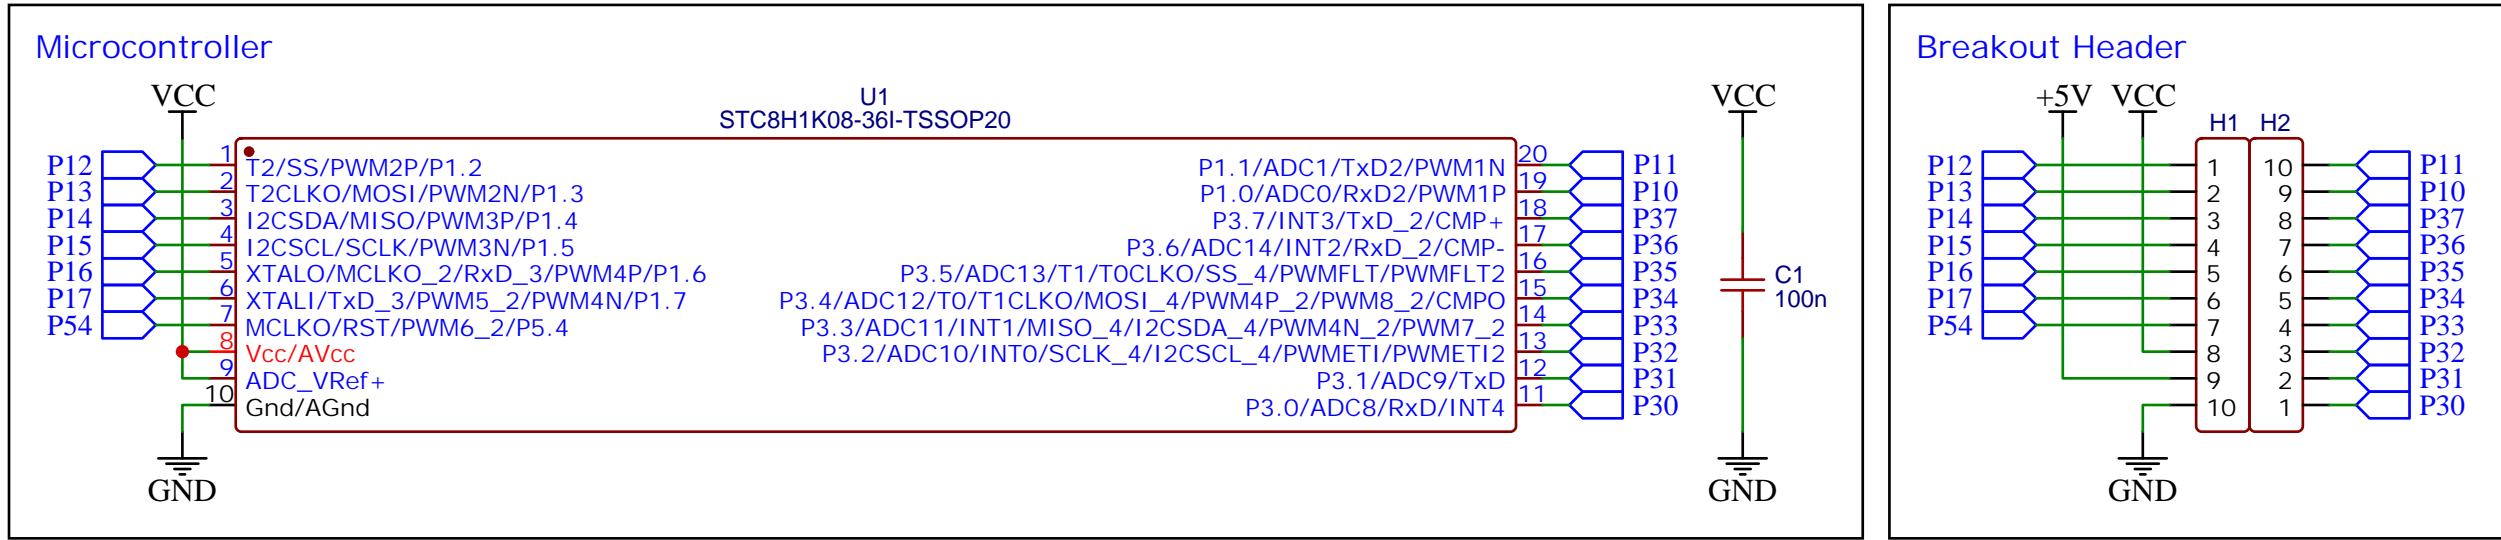 Microcontroller
VCC
U1
STC8H1K08-36I-TSSOP20
P12 1 T2/SS/PWM2P/P1.2
P13 2 T2CLKO/MOSI/PWM2N/P1.3
P14 3 I2CSDA/MISO/PWM3P/P1.4
P15 4 I2CSCL/SCLK/PWM3N/P1.5
P16 5 XTALO/MCLKO_2/RxD_3/PWM4P/P1.6
P17 6 XTALI/TxD_3/PWM5_2/PWM4N/P1.7
P54 7 MCLKO/RST/PWM6_2/P5.4
8 Vcc/AVcc
9 ADC_VRef+
10 Gnd/AGnd
GND
P1.1/ADC1/TxD2/PWM1N 20 P11
P1.0/ADC0/RxD2/PWM1P 19 P10
P3.7/INT3/TxD_2/CMP+ 18 P37
P3.6/ADC14/INT2/RxD_2/CMP- 17 P36
P3.5/ADC13/T1/T0CLKO/SS_4/PWMFLT/PWMFLT2 16 P35
P3.4/ADC12/T0/T1CLKO/MOSI_4/PWM4P_2/PWM8_2/CMPO 15 P34
P3.3/ADC11/INT1/MISO_4/I2CSDA_4/PWM4N_2/PWM7_2 14 P33
P3.2/ADC10/INT0/SCLK_4/I2CSCL_4/PWMETI/PWMETI2 13 P32
P3.1/ADC9/TxD 12 P31
P3.0/ADC8/RxD/INT4 11 P30
VCC
C1
100n
GND
Breakout Header
+5V VCC
H1 H2
P12 1 10 P11
P13 2 9 P10
P14 3 8 P37
P15 4 7 P36
P16 5 6 P35
P17 6 5 P34
P54 7 4 P33
8 3 P32
9 2 P31
10 1 P30
GND